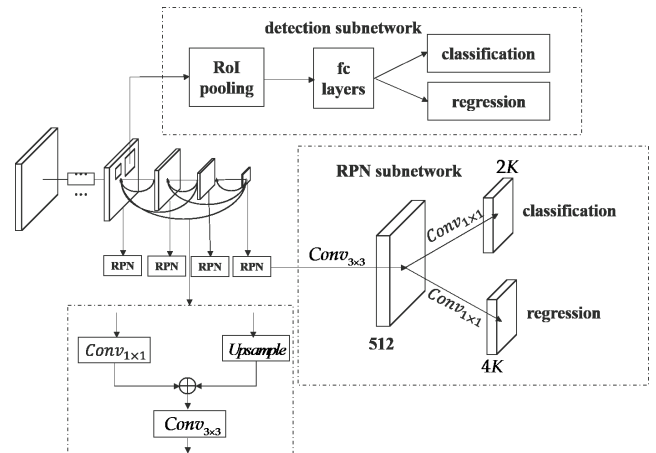 detection subnetwork
RoI
pooling
fc
layers
classification
regression
...
...
RPN
RPN
RPN
RPN
RPN subnetwork
Conv3×3
512
Conv1×1
2K
classification
Conv1×1
4K
regression
Conv1×1
Upsample
Conv3×3